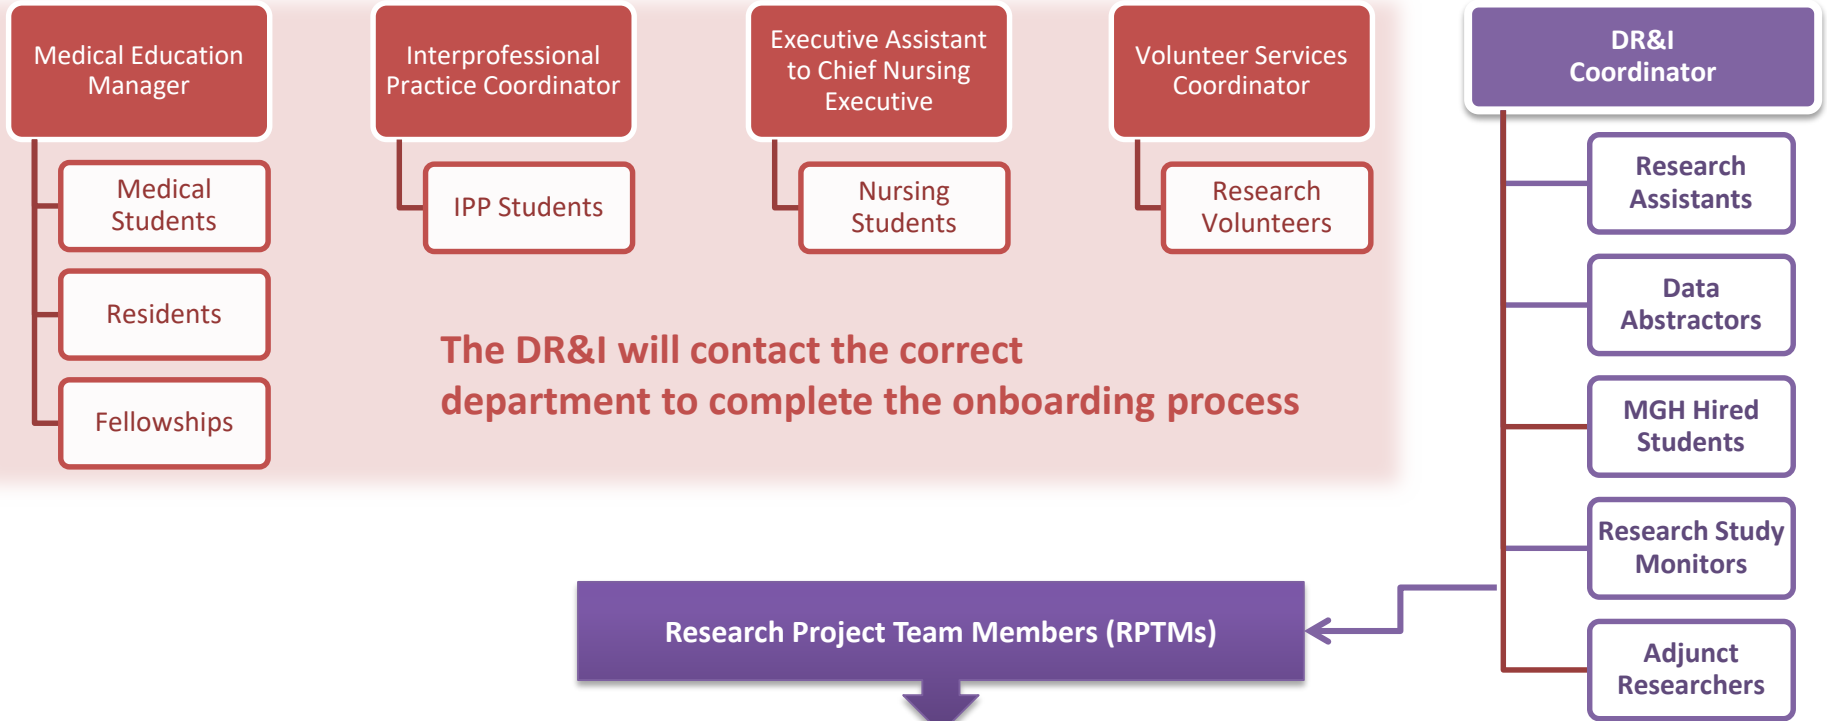 Medical Education
Manager
Medical
Students
Residents
Fellowships
Interprofessional
Practice Coordinator
IPP Students
Executive Assistant
to Chief Nursing
Executive
Nursing
Students
Volunteer Services
Coordinator
Research
Volunteers
The DR&I will contact the correct
department to complete the onboarding process
DR&I
Coordinator
Research
Assistants
Data
Abstractors
MGH Hired
Students
Research Study
Monitors
Adjunct
Researchers
Research Project Team Members (RPTMs)